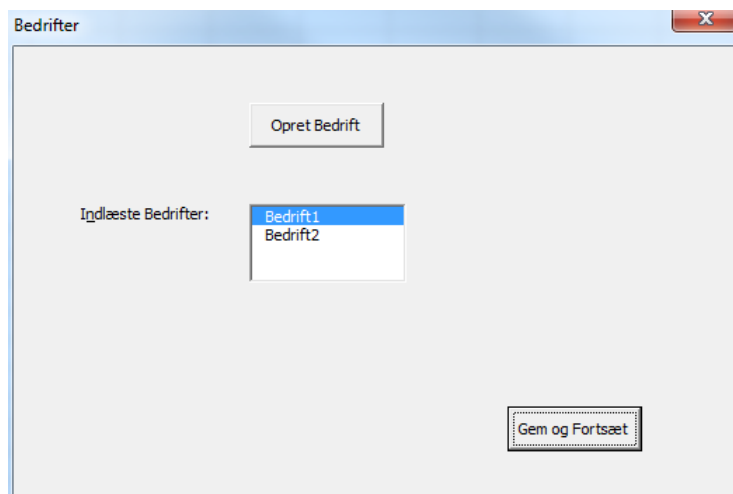 Bedrifter
Opret Bedrift
Indlæste Bedrifter:
Bedrift1
Bedrift2
Gem og Fortsæt